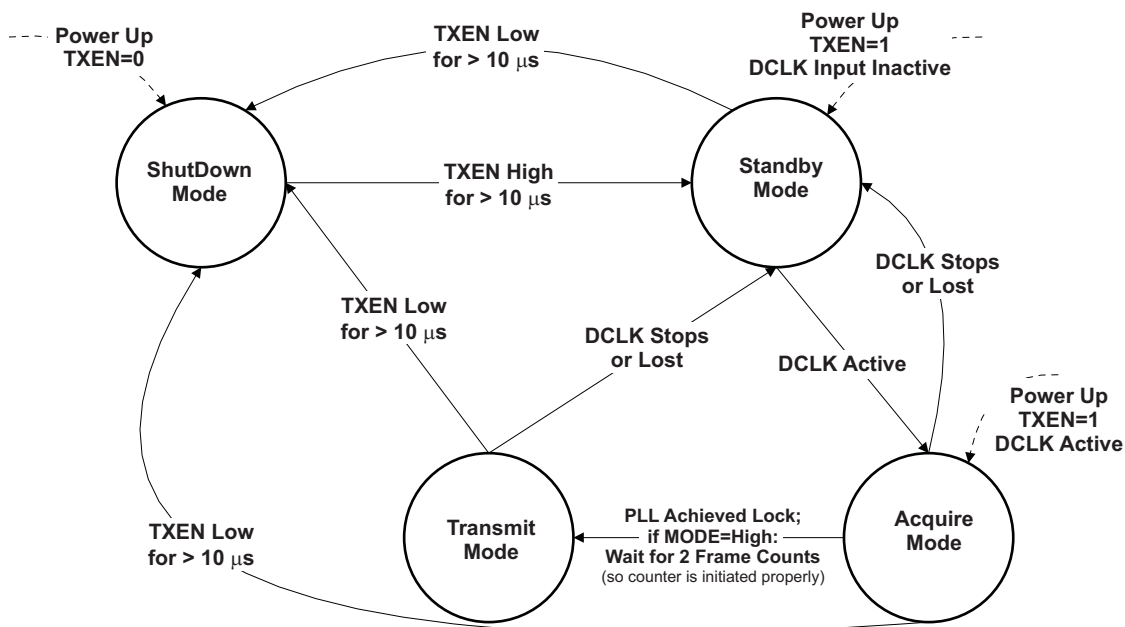 Power Up
TXEN=0
TXEN Low
for > 10 μs
Power Up
TXEN=1
DCLK Input Inactive
ShutDown
Mode
TXEN High
for > 10 μs
Standby
Mode
TXEN Low
for > 10 μs
DCLK Stops
or Lost
DCLK Stops
or Lost
DCLK Active
Power Up
TXEN=1
DCLK Active
TXEN Low
for > 10 μs
Transmit
Mode
PLL Achieved Lock;
if MODE=High:
Wait for 2 Frame Counts
(so counter is initiated properly)
Acquire
Mode